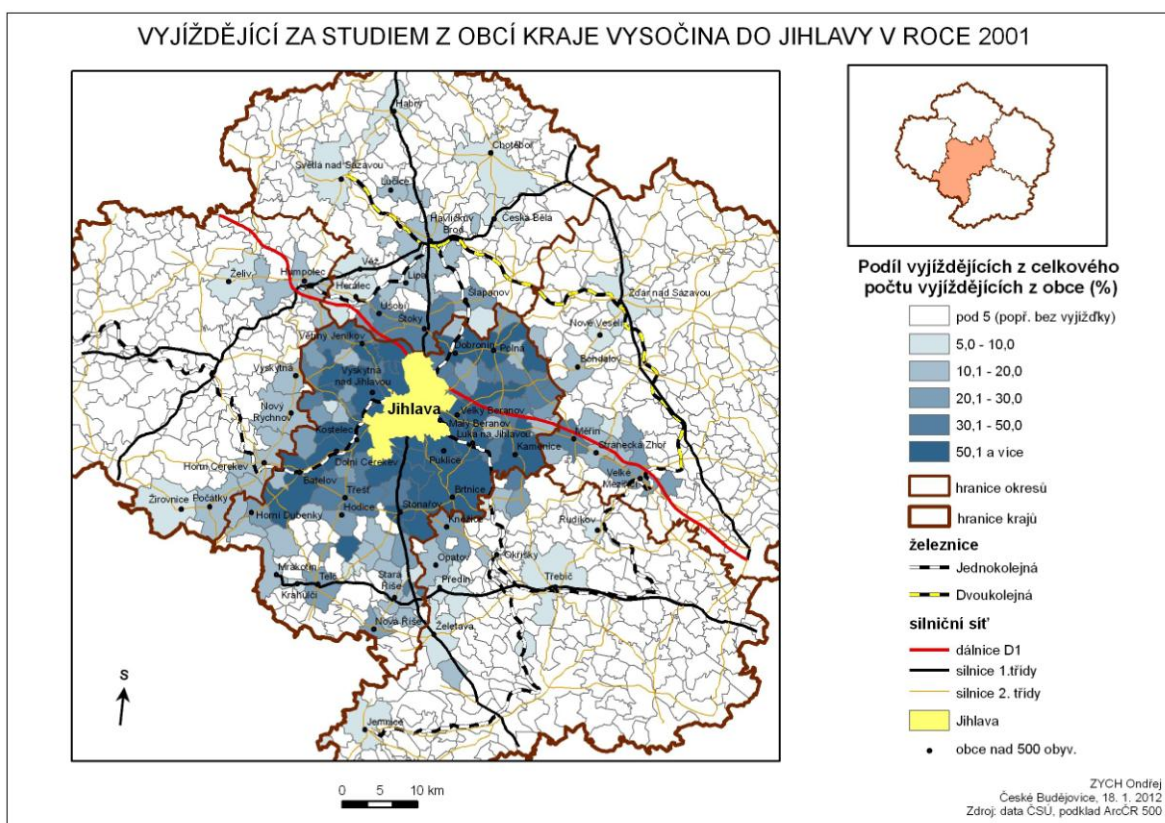 VYJÍŽDĚJÍCÍ ZA STUDIEM Z OBCÍ KRAJE VYSOČINA DO JIHLAVY V ROCE 2001
Habry
Chotěboř
Světlá nad Sázavou
Lučice
Havlíčkův
Brod
Česká Běla
Želiv
Humpolec
Věž
Lípa
Herálec
Šlapanov
Žďár nad Sázavou
Úsobí
Štoky
Nové Veselí
Větrný Jeníkov
Dobronín
Polná
Bohdalov
Vyskytná
Vyskytná
nad Jihlavou
Jihlava
Nový
Rychnov
Velký Beranov
Malý Beranov
Luka na Jihlavou
Kostelec
Měřín
Stránecká Zhoř
Kamenice
Puklice
Horní Cerekev
Dolní Cerekev
Velké
Meziříčí
Batelov
Třešť
Brtnice
Žirovnice
Počátky
Stonařov
Horní Dubenky
Hodice
Kněžice
Rudíkov
Opatov
Okříšky
Mrákotín
Telč
Stará
Říše
Předín
Třebíč
Krahulčí
Nová Říše
Želetava
Jemnice
S
0 5 10 km
Podíl vyjíždějících z celkového
počtu vyjíždějících z obce (%)
pod 5 (popř. bez vyjížďky)
5,0 - 10,0
10,1 - 20,0
20,1 - 30,0
30,1 - 50,0
50,1 a více
hranice okresů
hranice krajů
železnice
Jednokolejná
Dvoukolejná
silniční síť
dálnice D1
silnice 1.třídy
silnice 2. třídy
Jihlava
obce nad 500 obyv.
ZYCH Ondřej
České Budějovice, 18. 1. 2012
Zdroj: data ČSÚ, podklad ArcČR 500